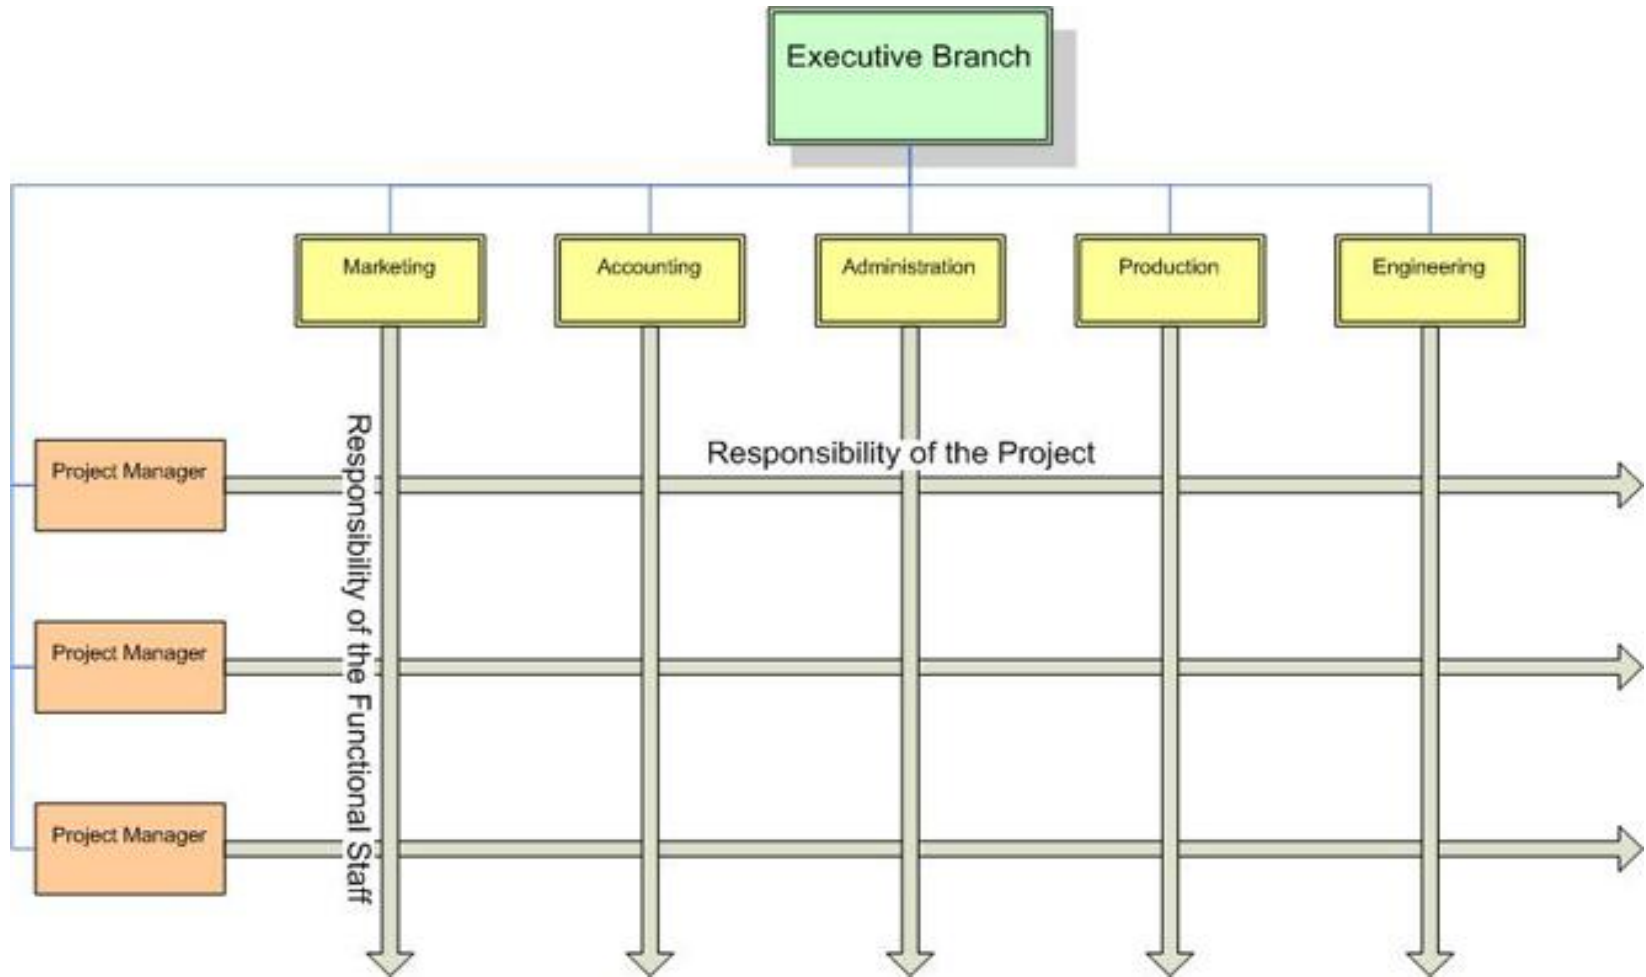 Executive Branch
Marketing
Accounting
Administration
Production
Engineering
Responsibility of the Project
Project Manager
Responsibility of the Functional Staff
Project Manager
Project Manager